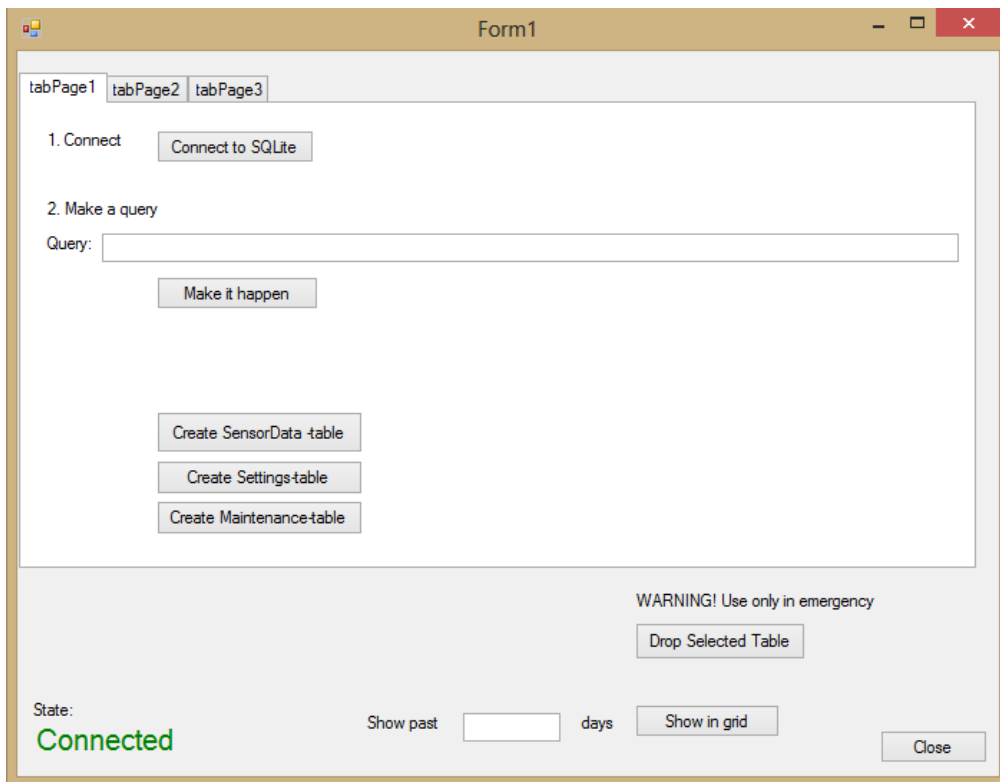 Form1
tabPage1 tabPage2 tabPage3
1. Connect
Connect to SQLite
2. Make a query
Query:
Make it happen
Create SensorData -table
Create Settings-table
Create Maintenance-table
WARNING! Use only in emergency
Drop Selected Table
State:
Connected
Show past
days
Show in grid
Close